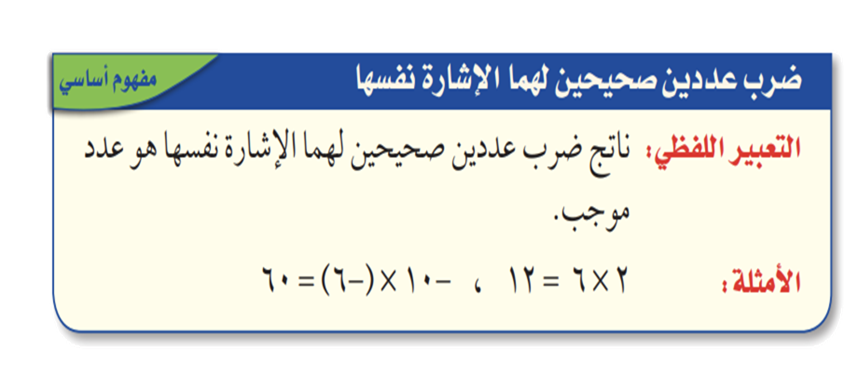 ضرب عددين صحيحين لهما الإشارة نفسها
مفهوم أساسي
التعبير اللفظي: ناتج ضرب عددين صحيحين لهما الإشارة نفسها هو عدد
موجب.
الأمثلة: ٢ × ٦ = ١٢ ، −١٠ × (−٦) = ٦٠